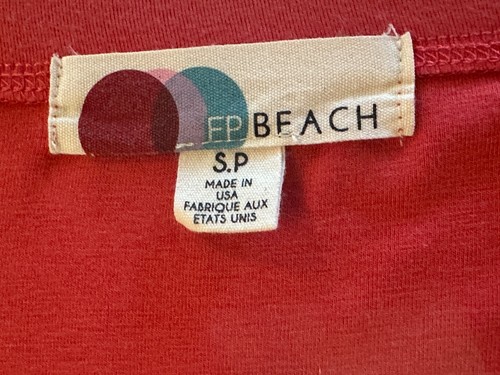 FP BEACH
S.P
MADE IN
USA
FABRIQUE AUX
ETATS UNIS